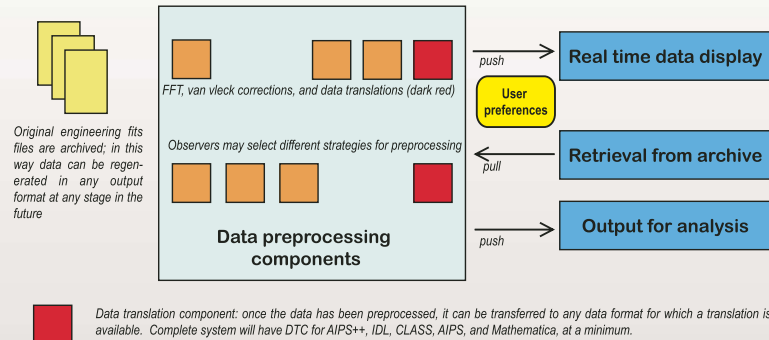 Original engineering fits
files are archived; in this
way data can be regen-
erated in any output
format at any stage in the
future
FFT, van vleck corrections, and data translations (dark red)
Observers may select different strategies for preprocessing
Data preprocessing
components
push
Real time data display
User
preferences
pull
Retrieval from archive
push
Output for analysis
Data translation component: once the data has been preprocessed, it can be transferred to any data format for which a translation is
available. Complete system will have DTC for AIPS++, IDL, CLASS, AIPS, and Mathematica, at a minimum.